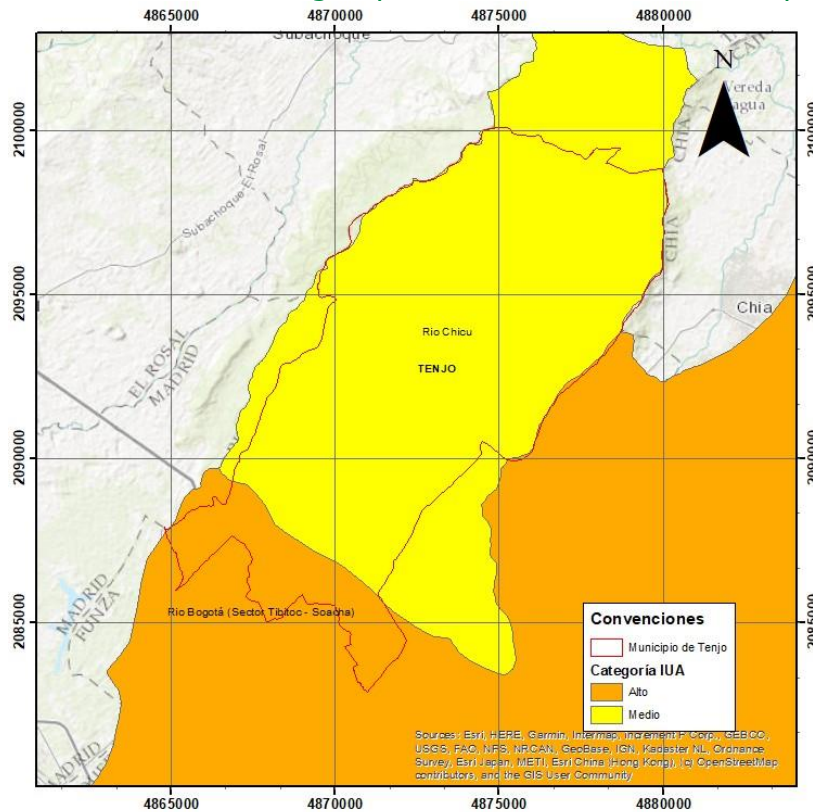 4865000 4870000 4875000 4880000
Subachoque
N
Vereda
2100000
2100000
CHIA
Subachoque-El Rosal
CHIA
2095000
2095000
Chia
Rio Chicu
TENJO
EL ROSAL
MADRID
2090000
2090000
MADRID
FUNZA
Rio Bogotá (Sector Tibitoc - Soacha)
2085000
2085000
Convenciones
Municipio de Tenjo
Categoría IUA
Alto
Medio
MADRID
Sources: Esri, HERE, Garmin, Intermap, increment P Corp., GEBCO,
USGS, FAO, NPS, NRCAN, GeoBase, IGN, Kadaster NL, Ordnance
Survey, Esri Japan, METI, Esri China (Hong Kong), (c) OpenStreetMap
contributors, and the GIS User Community
4865000 4870000 4875000 4880000